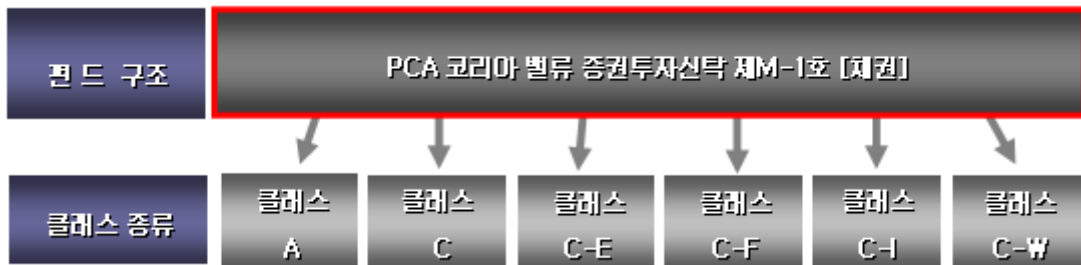 펀드 구조
PCA 코리아 밸류 증권투자신탁 제M-1호 [채권]
클래스 종류
클래스
A
클래스
C
클래스
C-E
클래스
C-F
클래스
C-I
클래스
C-W